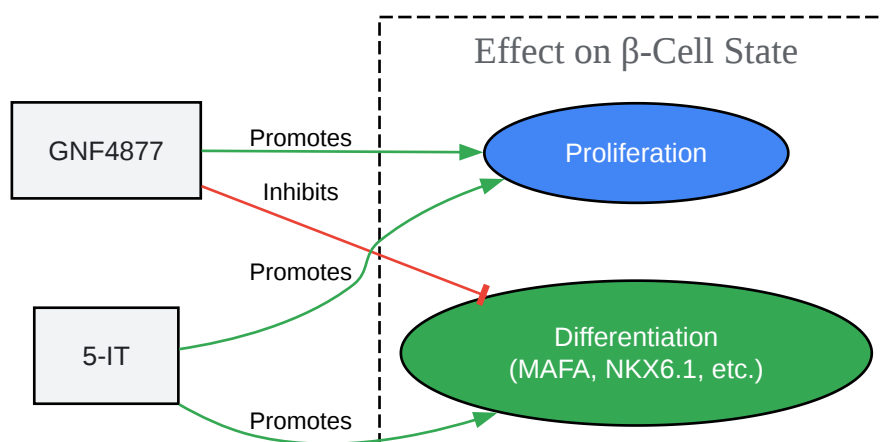 Effect on β-Cell State
GNF4877
Promotes
Proliferation
Inhibits
Promotes
5-IT
Differentiation
(MAFA, NKX6.1, etc.)
Promotes